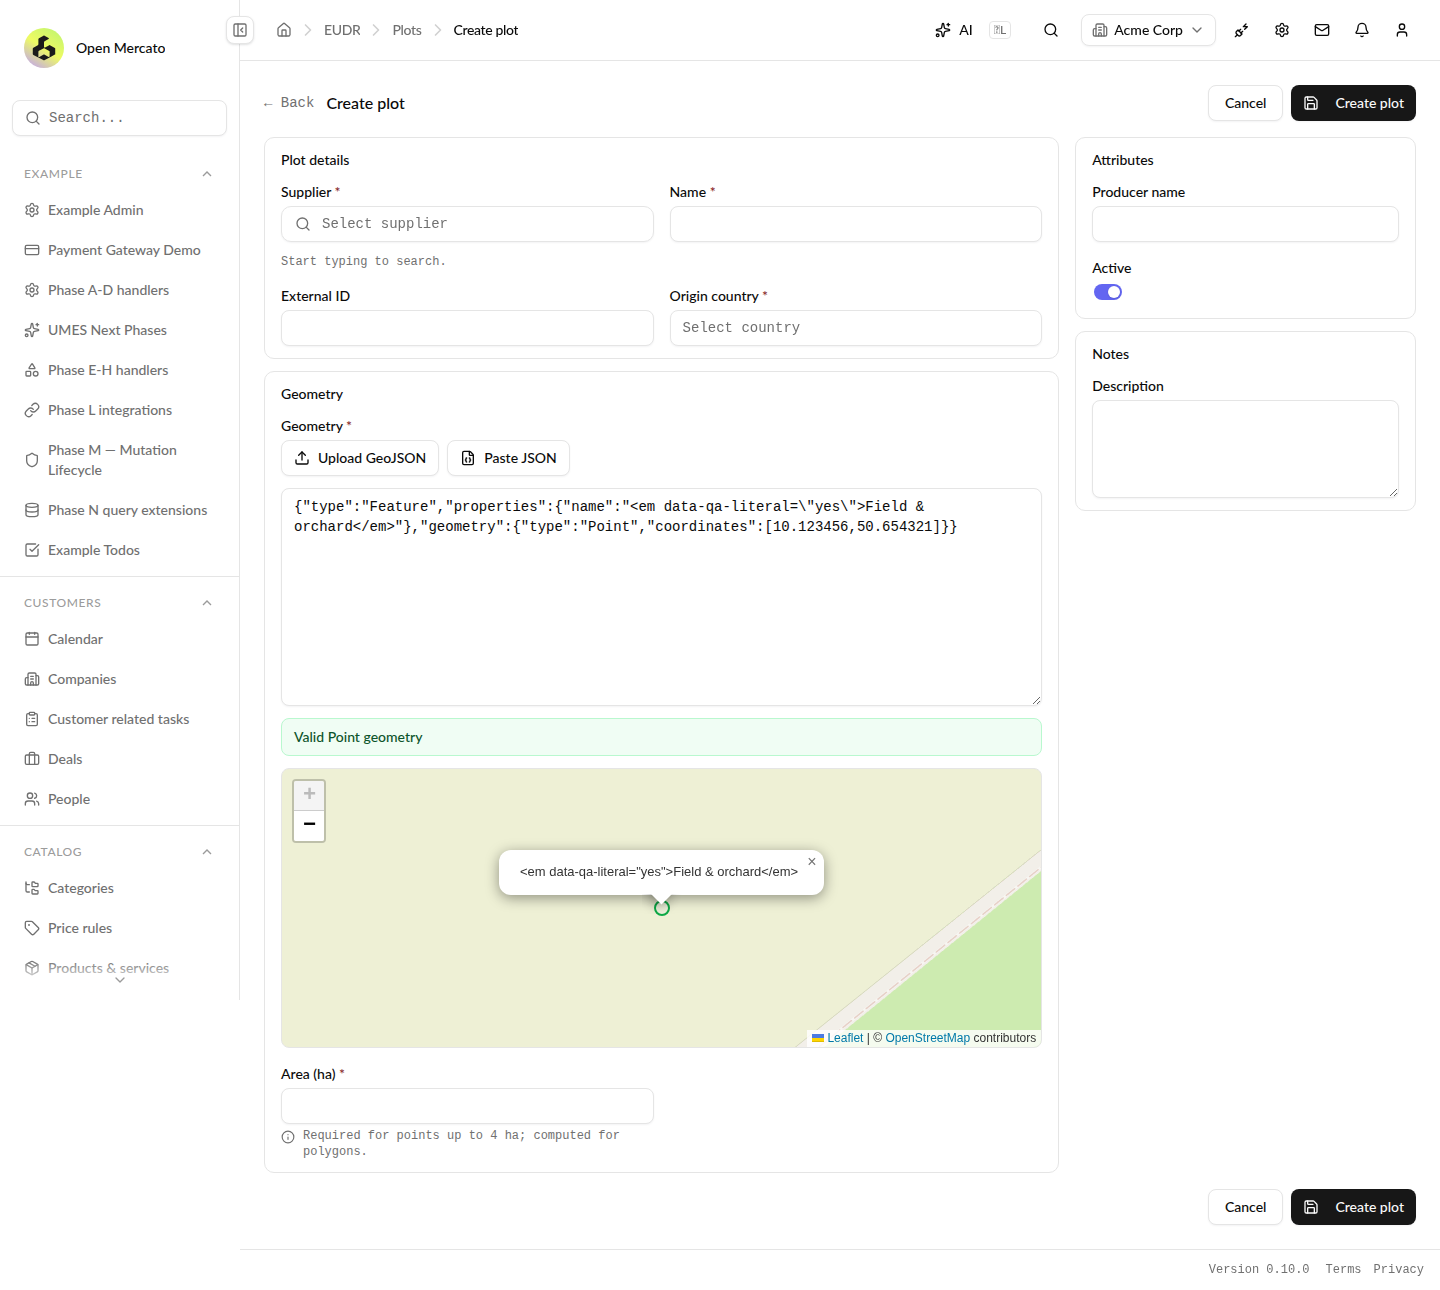 Open Mercato
Search...
EXAMPLE
Example Admin
Payment Gateway Demo
Phase A-D handlers
UMES Next Phases
Phase E-H handlers
Phase L integrations
Phase M — Mutation
Lifecycle
Phase N query extensions
Example Todos
CUSTOMERS
Calendar
Companies
Customer related tasks
Deals
People
CATALOG
Categories
Price rules
Products & services
EUDR
Plots
Create plot
AI
L
Acme Corp
← Back
Create plot
Cancel
Create plot
Plot details
Supplier *
Select supplier
Start typing to search.
Name *
External ID
Origin country *
Select country
Geometry
Geometry *
Upload GeoJSON
Paste JSON
{"type":"Feature","properties":{"name":"<em data-qa-literal=\"yes\">Field &
orchard</em>"},"geometry":{"type":"Point","coordinates":[10.123456,50.654321]}}
Valid Point geometry
+
−
<em data-qa-literal="yes">Field & orchard</em>
×
Leaflet | © OpenStreetMap contributors
Area (ha) *
Required for points up to 4 ha; computed for
polygons.
Attributes
Producer name
Active
Notes
Description
Cancel
Create plot
Version 0.10.0
Terms
Privacy